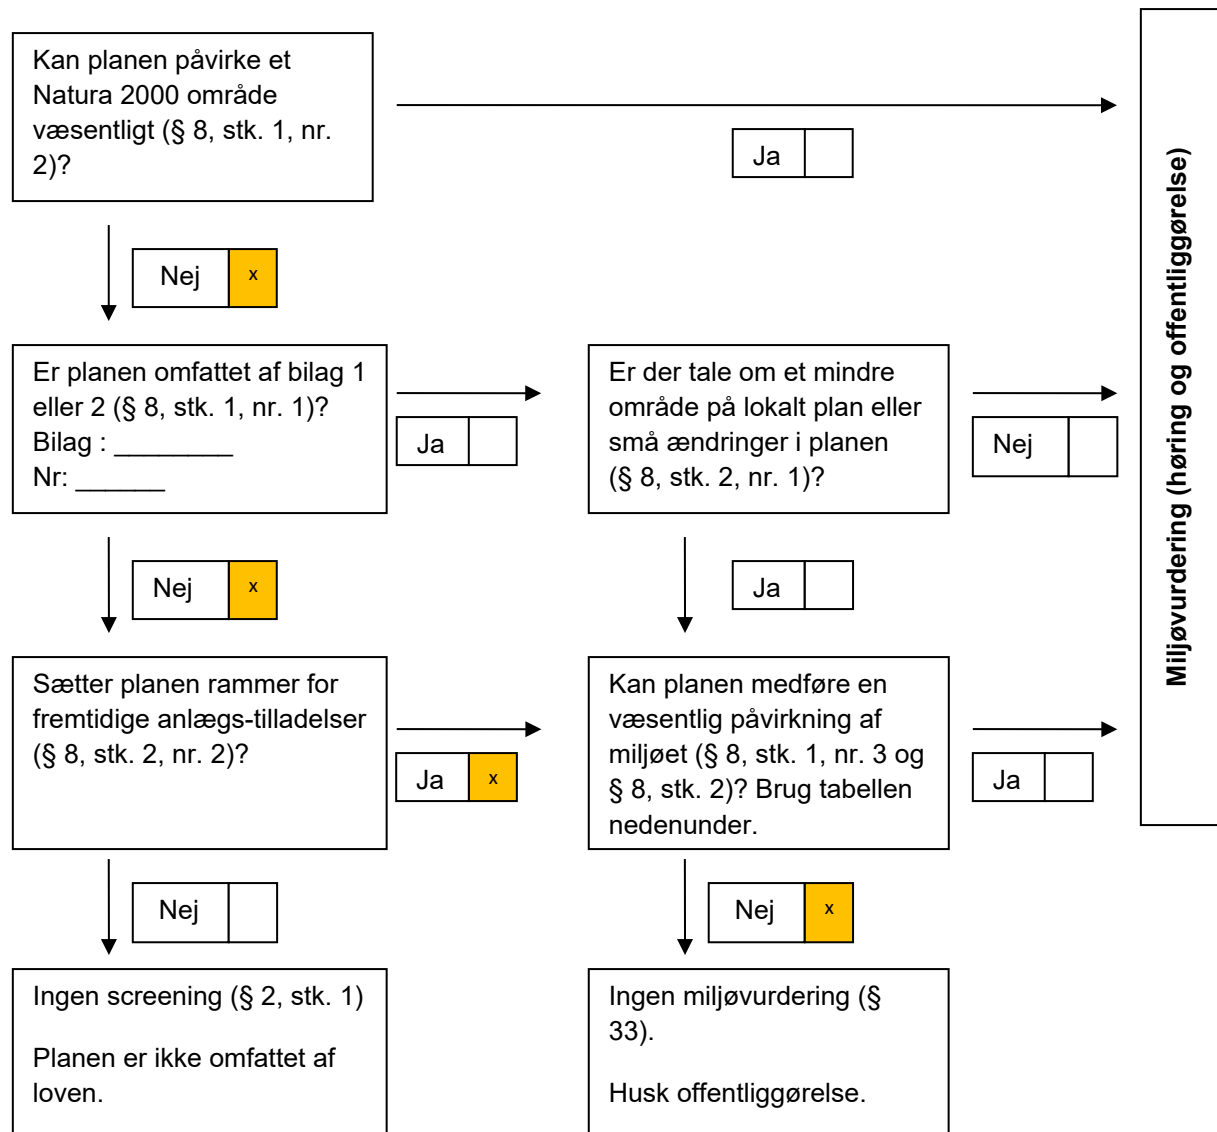 Kan planen påvirke et
Natura 2000 område
væsentligt (§ 8, stk. 1, nr.
2)?
Ja
Nej x
Er planen omfattet af bilag 1
eller 2 (§ 8, stk. 1, nr. 1)?
Bilag : ________
Nr: ______
Ja
Er der tale om et mindre
område på lokalt plan eller
små ændringer i planen
(§ 8, stk. 2, nr. 1)?
Nej
Nej x
Ja
Sætter planen rammer for
fremtidige anlægs-tilladelser
(§ 8, stk. 2, nr. 2)?
Ja x
Kan planen medføre en
væsentlig påvirkning af
miljøet (§ 8, stk. 1, nr. 3 og
§ 8, stk. 2)? Brug tabellen
nedenunder.
Ja
Nej
Nej x
Ingen screening (§ 2, stk. 1)
Planen er ikke omfattet af
loven.
Ingen miljøvurdering (§
33).
Husk offentliggørelse.
Miljøvurdering (høring og offentliggørelse)